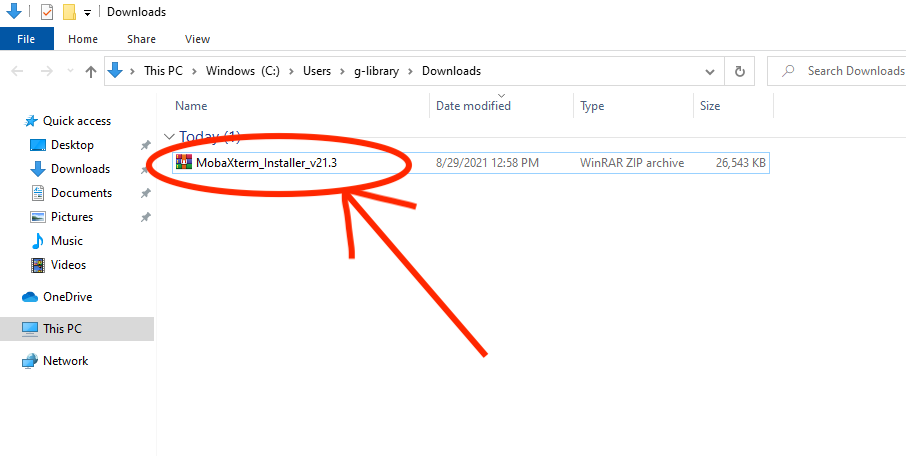 Downloads
File Home Share View
This PC Windows (C:) Users g-library Downloads
Search Downloads
Name Date modified Type Size
Quick access
Today (1)
Desktop
MobaXterm_Installer_v21.3 8/29/2021 12:58 PM WinRAR ZIP archive 26,543 KB
Downloads
Documents
Pictures
Music
Videos
OneDrive
This PC
Network